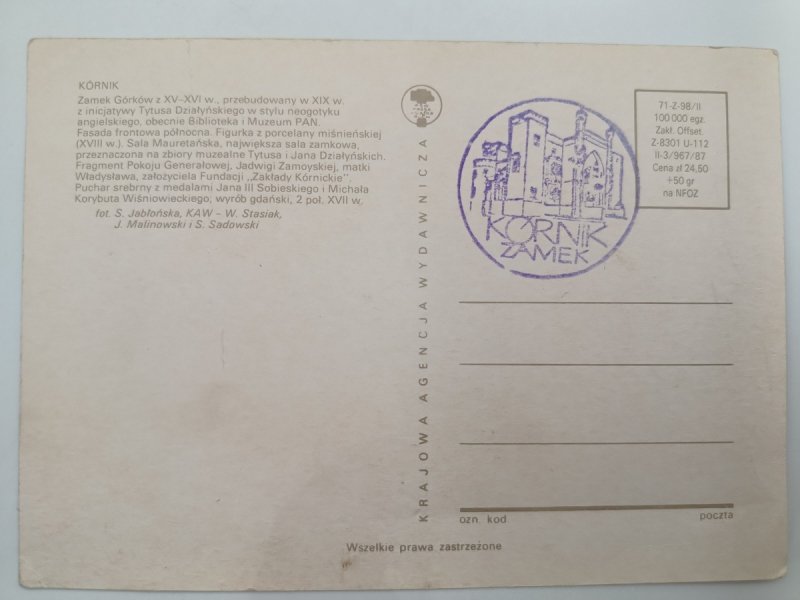 KÓRNIK
Zamek Górków z XV–XVI w., przebudowany w XIX w.
z inicjatywy Tytusa Działyńskiego w stylu neogotyku
angielskiego, obecnie Biblioteka i Muzeum PAN.
Fasada frontowa północna. Figurka z porcelany miśnieńskiej
(XVIII w.). Sala Mauretańska, największa sala zamkowa,
przeznaczona na zbiory muzealne Tytusa i Jana Działyńskich.
Fragment Pokoju Generałowej, Jadwigi Zamoyskiej, matki
Władysława, założyciela Fundacji „Zakłady Kórnickie”.
Puchar srebrny z medalami Jana III Sobieskiego i Michała
Korybuta Wiśniowieckiego; wyrób gdański, 2 poł. XVII w,
fot. S. Jabłońska, KAW – W. Stasiak,
J. Malinowski i S. Sadowski
KRAJOWA AGENCJA WYDAWNICZA
KÓRNIK
ZAMEK
71-Z-98/II
100 000 egz.
Zakł. Offset.
Z-8301 U-112
II-3/967/87
Cena zł 24,50
+50 gr
na NFOZ
ozn. kod
poczta
Wszelkie prawa zastrzeżone